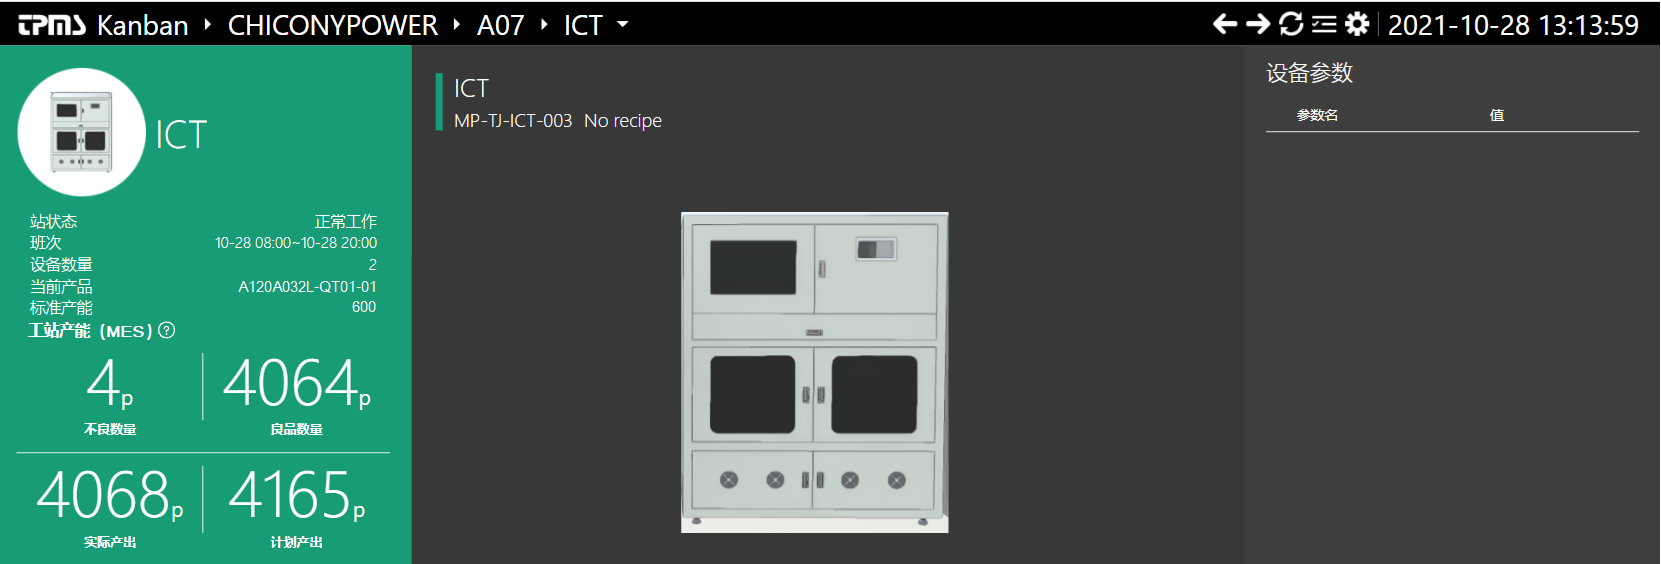 TPMS Kanban CHICONYPOWER A07 ICT 2021-10-28 13:13:59
ICT
站状态 正常工作
班次 10-28 08:00~10-28 20:00
设备数量 2
当前产品 A120A032L-QT01-01
标准产能 600
工站产能（MES）?
4p 4064p
不良数量 良品数量
4068p 4165p
实际产出 计划产出
ICT
MP-TJ-ICT-003 No recipe
设备参数
参数名 值